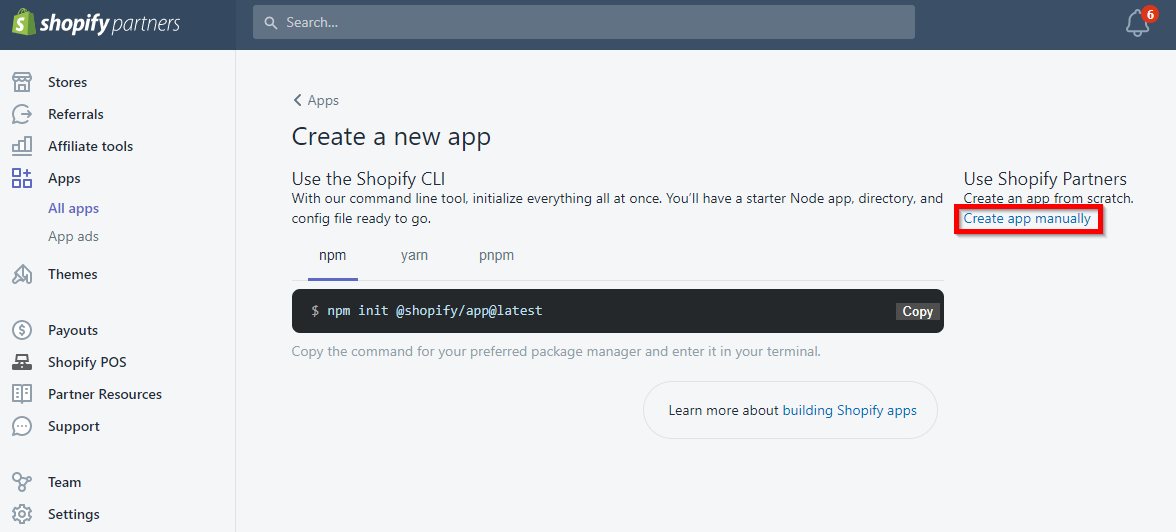 shopify partners
Search...
6
Stores
Referrals
Affiliate tools
Apps
All apps
App ads
Themes
Payouts
Shopify POS
Partner Resources
Support
Team
Settings
Apps
Create a new app
Use the Shopify CLI
With our command line tool, initialize everything all at once. You’ll have a starter Node app, directory, and
config file ready to go.
npm yarn pnpm
$ npm init @shopify/app@latest
Copy
Copy the command for your preferred package manager and enter it in your terminal.
Learn more about building Shopify apps
Use Shopify Partners
Create an app from scratch.
Create app manually